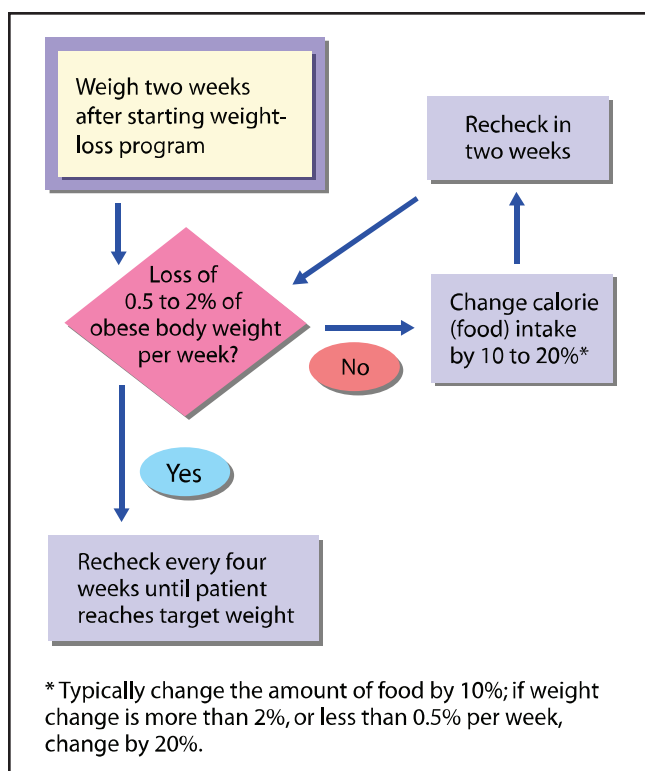 Weigh two weeks
after starting weight-
loss program
Recheck in
two weeks
Loss of
0.5 to 2% of
obese body weight
per week?
No
Change calorie
(food) intake
by 10 to 20%*
Yes
Recheck every four
weeks until patient
reaches target weight
* Typically change the amount of food by 10%; if weight
change is more than 2%, or less than 0.5% per week,
change by 20%.